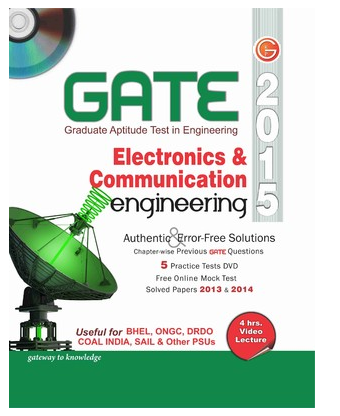 G
GATE
2015
Graduate Aptitude Test in Engineering
Electronics &
Communication
engineering
Authentic & Error-Free Solutions
Chapter-wise Previous GATE Questions
5 Practice Tests DVD
Free Online Mock Test
Solved Papers 2013 & 2014
Useful for BHEL, ONGC, DRDO
COAL INDIA, SAIL & Other PSUs
4 hrs.
Video
Lecture
gateway to knowledge